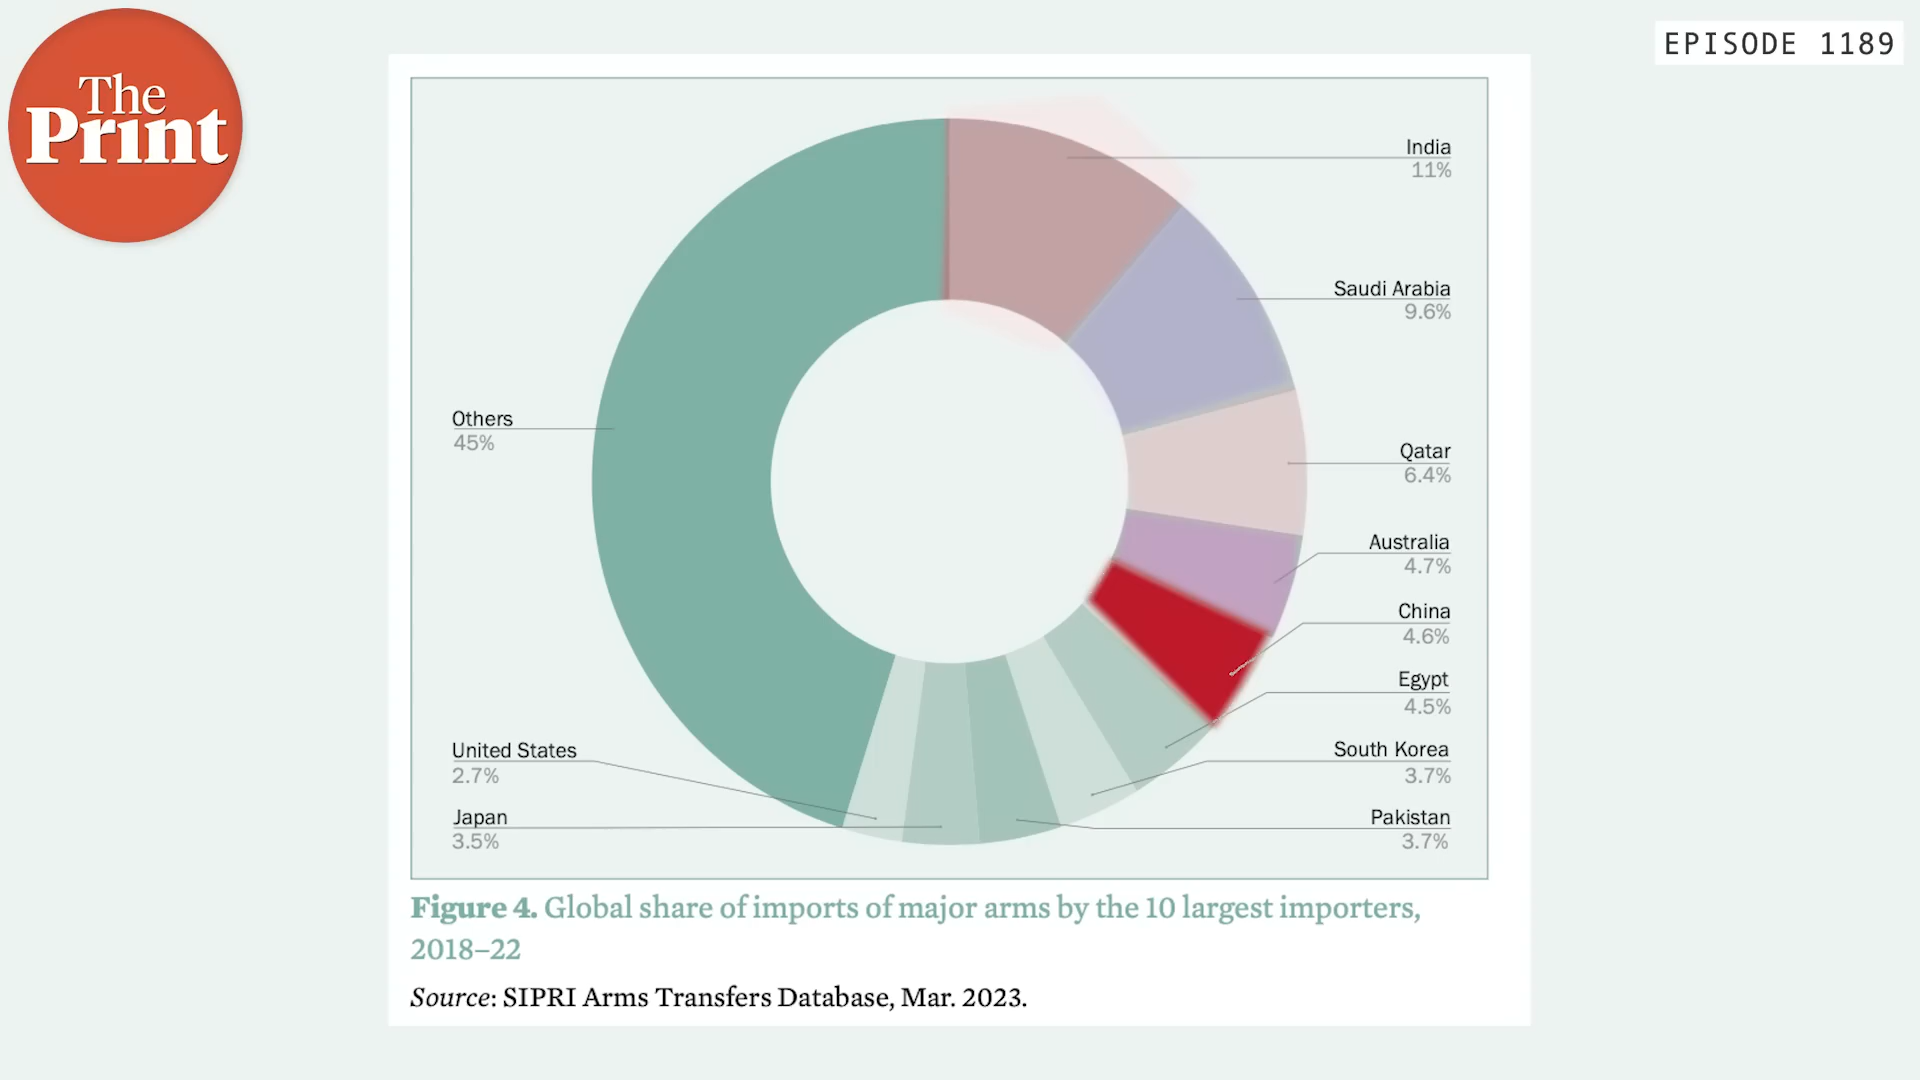 The
Print
EPISODE 1189
India
11%
Saudi Arabia
9.6%
Qatar
6.4%
Australia
4.7%
China
4.6%
Egypt
4.5%
South Korea
3.7%
Pakistan
3.7%
Others
45%
United States
2.7%
Japan
3.5%
Figure 4. Global share of imports of major arms by the 10 largest importers,
2018–22
Source: SIPRI Arms Transfers Database, Mar. 2023.